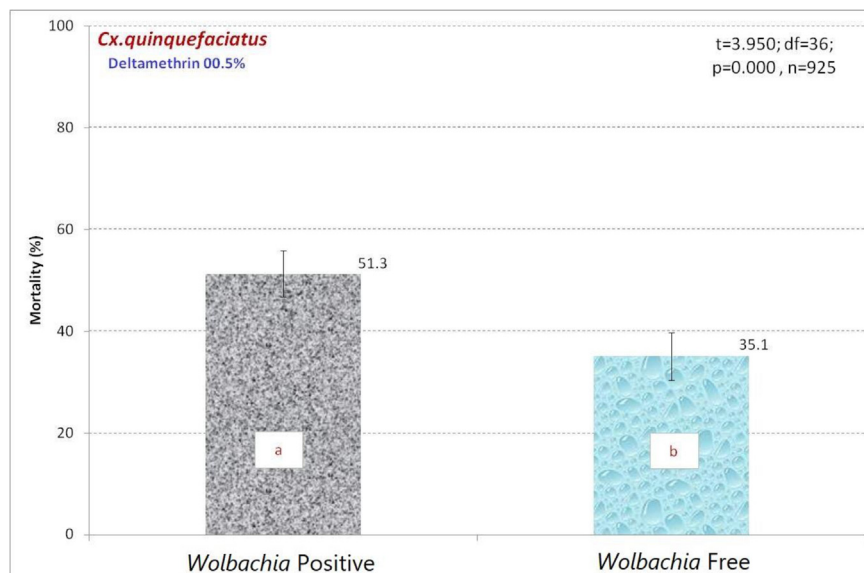 Cx.quinquefaciatus
Deltamethrin 00.5%
t=3.950; df=36;
p=0.000 , n=925
Mortality (%)
100
80
60
40
20
0
51.3
35.1
a
b
Wolbachia Positive
Wolbachia Free